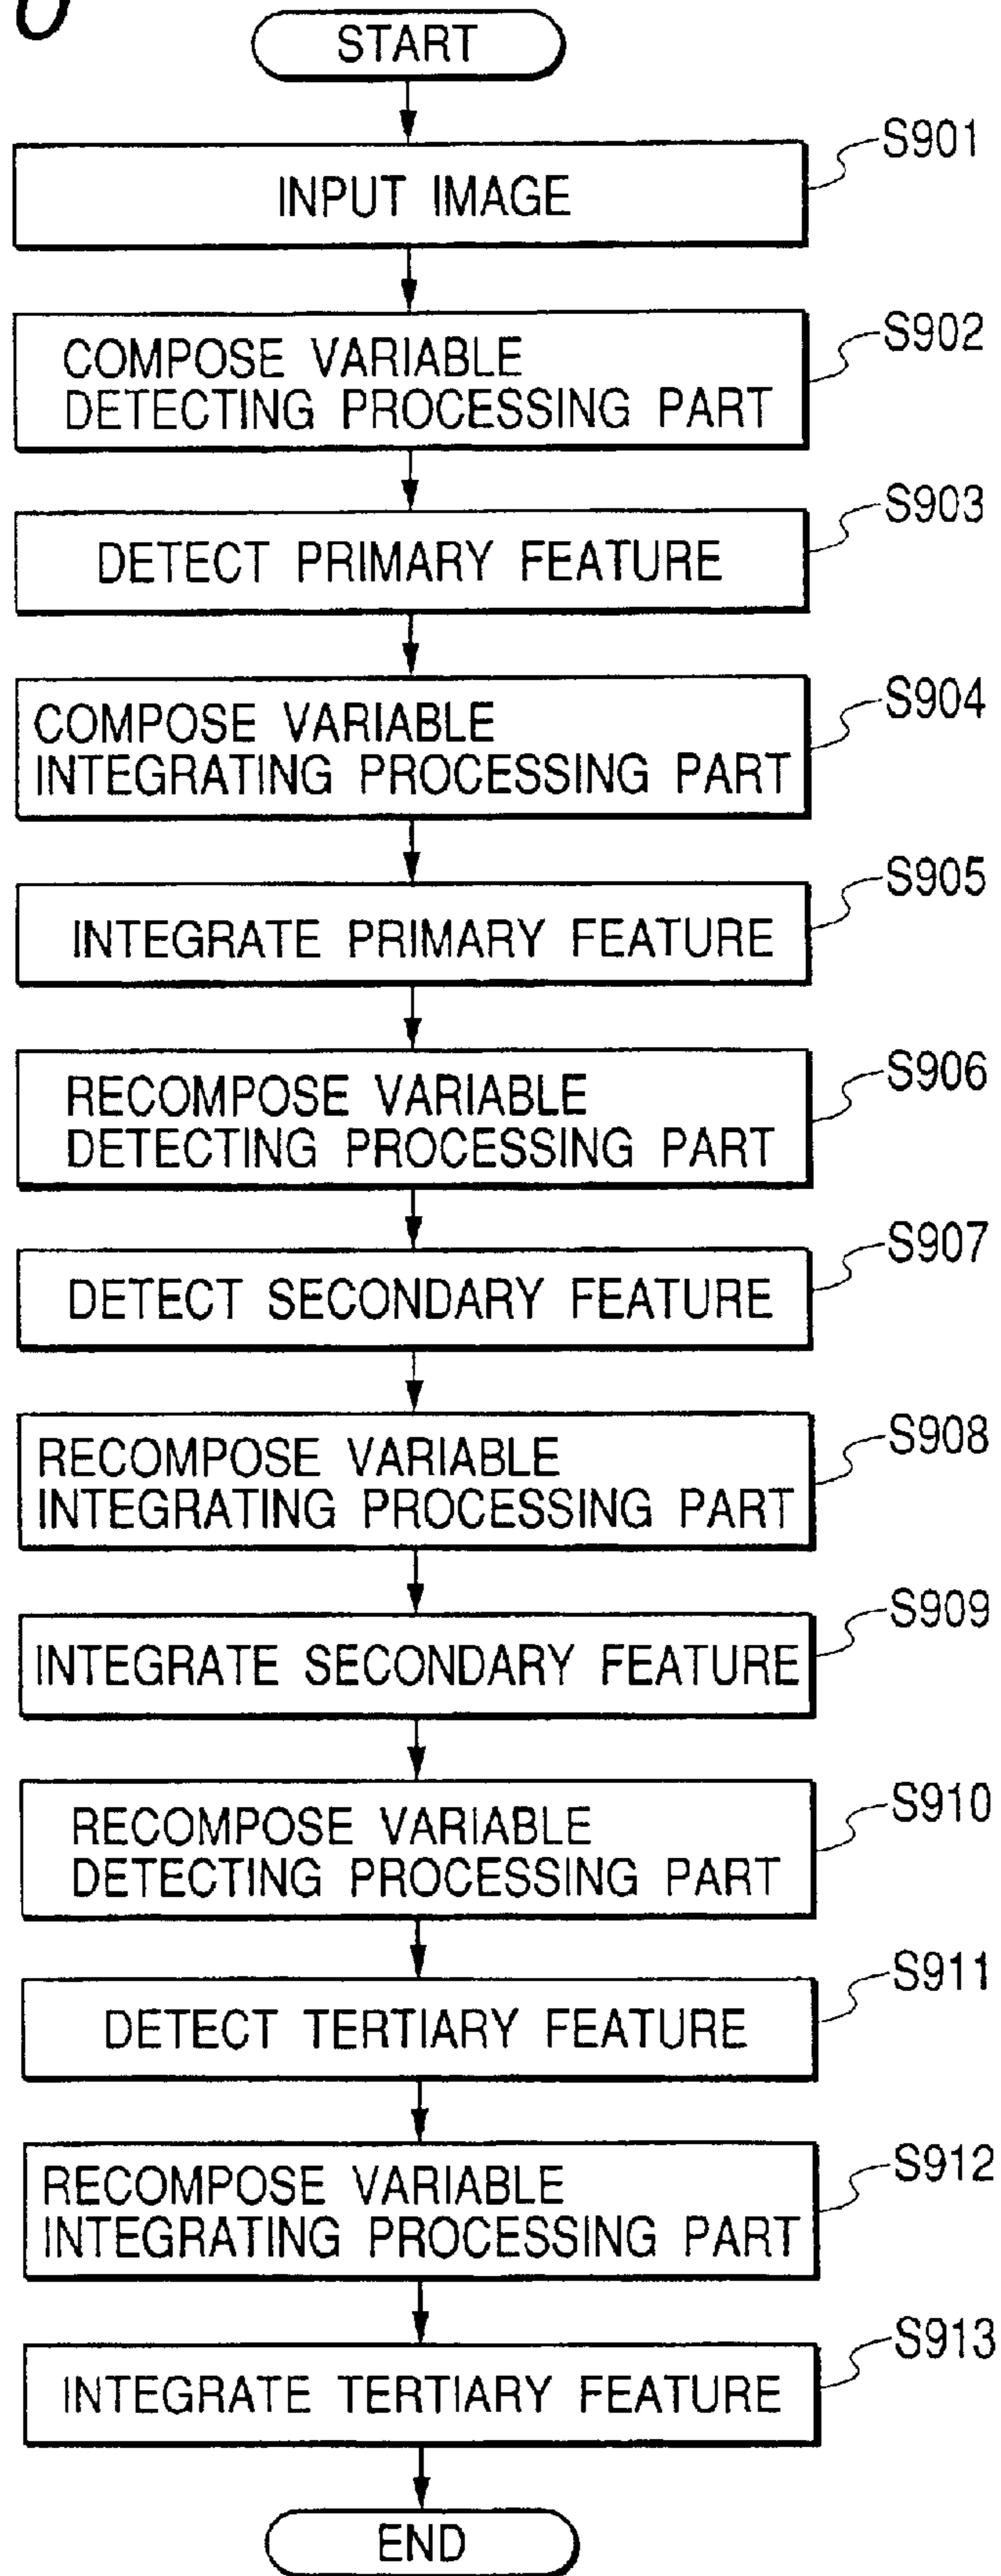 START
S901
INPUT IMAGE
S902
COMPOSE VARIABLE
DETECTING PROCESSING PART
S903
DETECT PRIMARY FEATURE
S904
COMPOSE VARIABLE
INTEGRATING PROCESSING PART
S905
INTEGRATE PRIMARY FEATURE
S906
RECOMPOSE VARIABLE
DETECTING PROCESSING PART
S907
DETECT SECONDARY FEATURE
S908
RECOMPOSE VARIABLE
INTEGRATING PROCESSING PART
S909
INTEGRATE SECONDARY FEATURE
S910
RECOMPOSE VARIABLE
DETECTING PROCESSING PART
S911
DETECT TERTIARY FEATURE
S912
RECOMPOSE VARIABLE
INTEGRATING PROCESSING PART
S913
INTEGRATE TERTIARY FEATURE
END